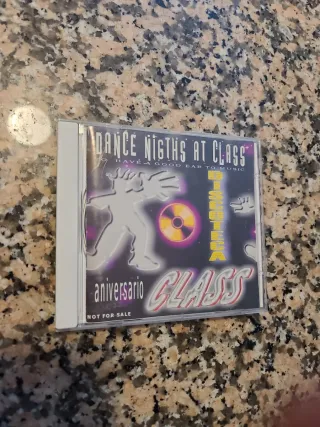 DANCE NIGTHS AT CLASS
HAVE A GOOD EAR TO MUSIC
DISCOTECA
aniversario
CLASS
NOT FOR SALE